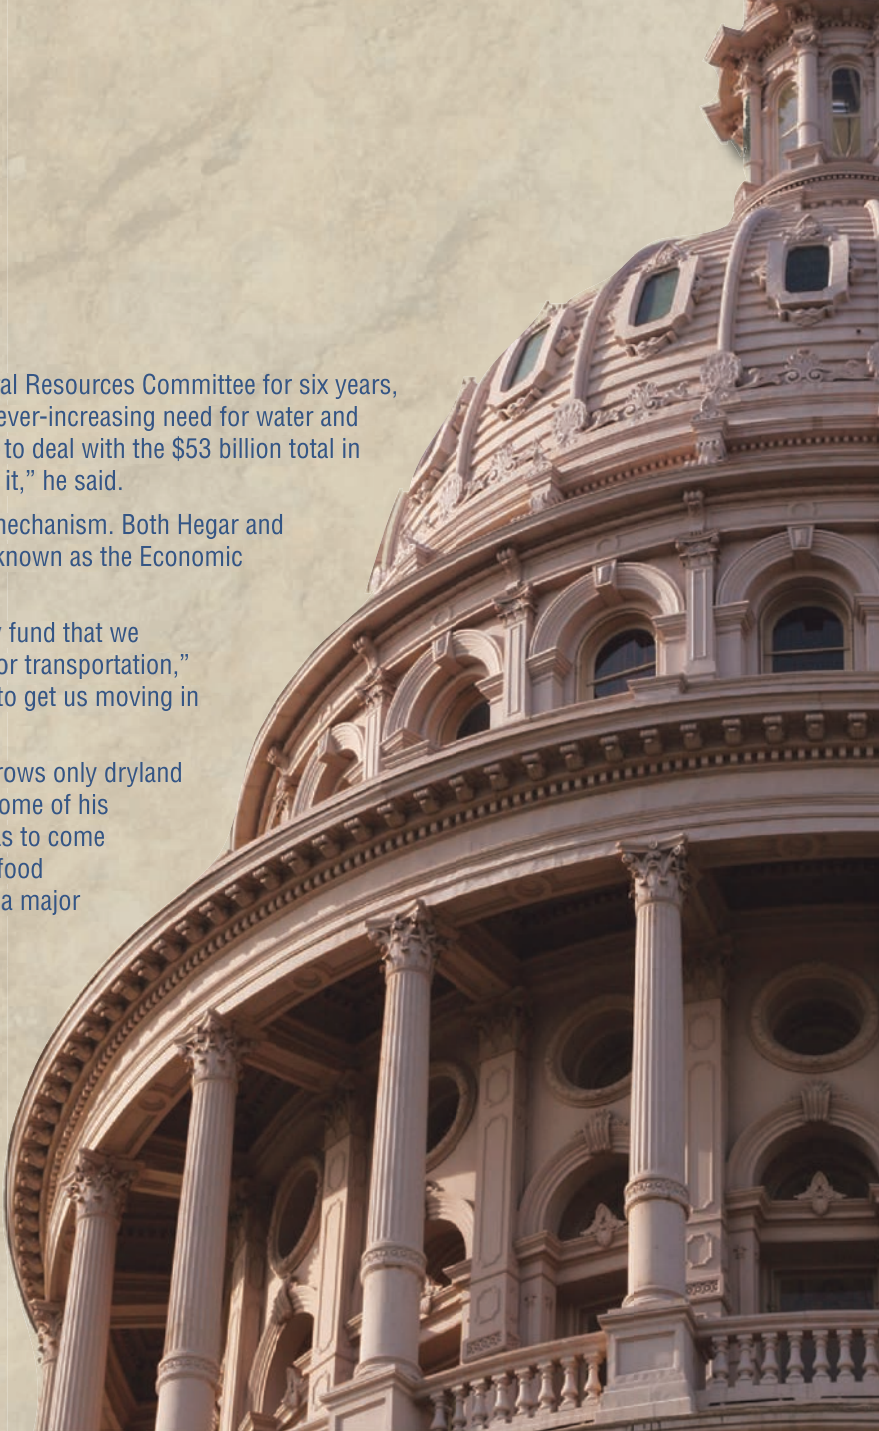 al Resources Committee for six years,
ever-increasing need for water and
to deal with the $53 billion total in
it,” he said.
nechanism. Both Hegar and
known as the Economic
fund that we
or transportation,”
to get us moving in
rows only dryland
ome of his
s to come
food
a major